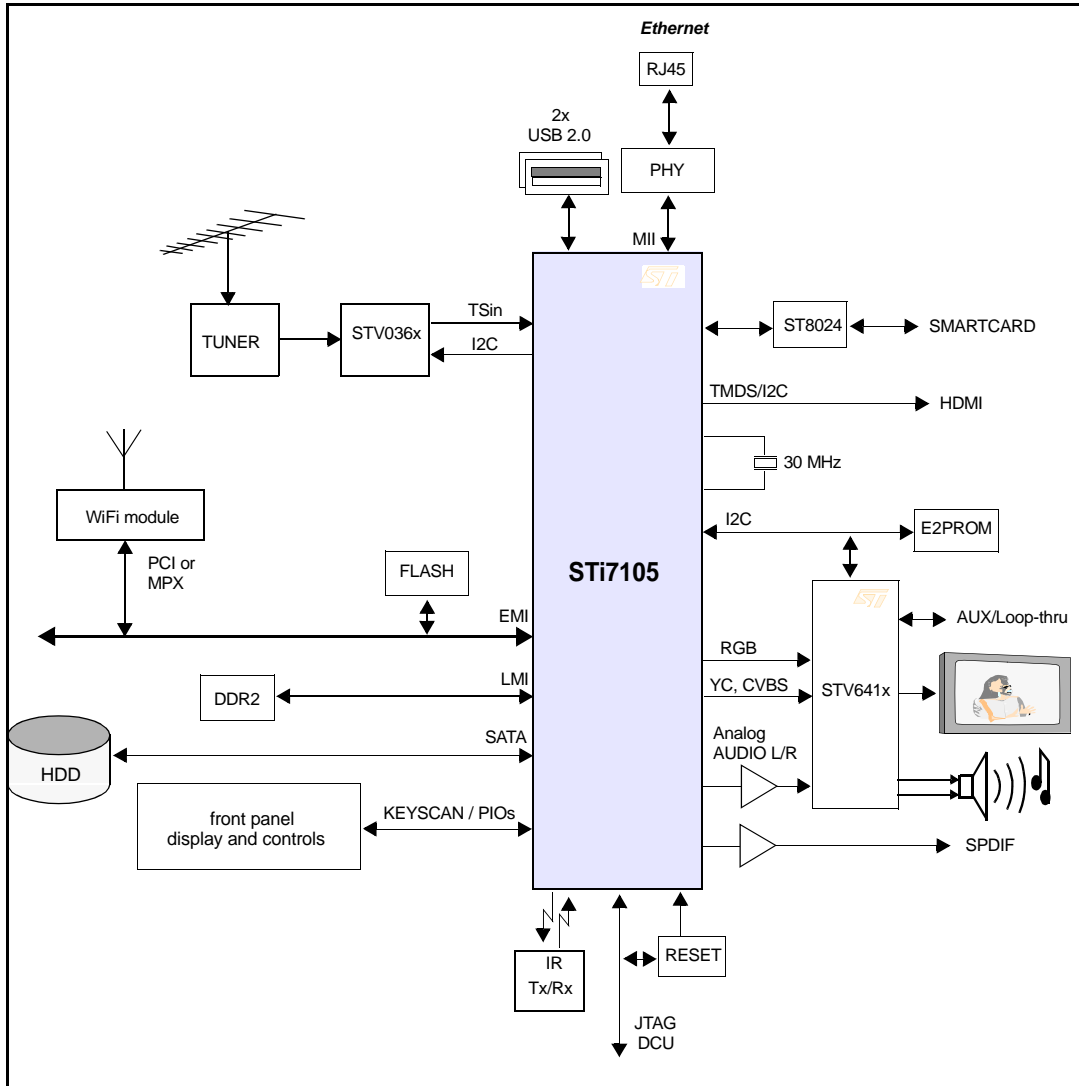 Ethernet
RJ45
2x
USB 2.0
PHY
MII
ST
TUNER
STV036x
TSin
I2C
ST8024
SMARTCARD
TMDS/I2C
HDMI
30 MHz
WiFi module
PCI or
MPX
FLASH
EMI
STi7105
I2C
E2PROM
ST
AUX/Loop-thru
RGB
YC, CVBS
STV641x
DDR2
LMI
HDD
SATA
Analog
AUDIO L/R
front panel
display and controls
KEYSCAN / PIOs
SPDIF
IR
Tx/Rx
RESET
JTAG
DCU